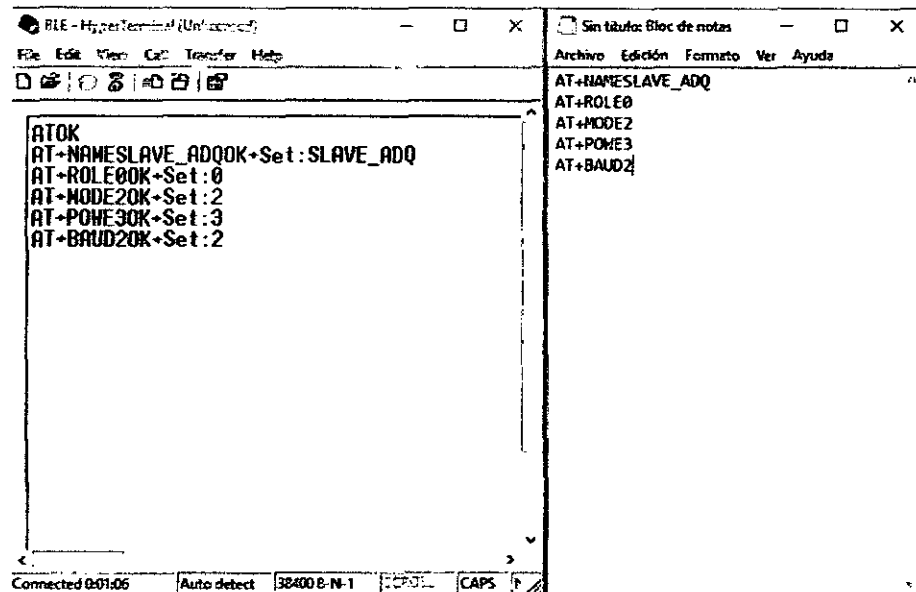 BLE - HyperTerminal
File Edit View Call Transfer Help
ATOK
AT+NAMESLAVE_ADQOK+Set:SLAVE_ADQ
AT+ROLE0OK+Set:0
AT+MODE2OK+Set:2
AT+POWE3OK+Set:3
AT+BAUD2OK+Set:2
Connected 0:01:06 Auto detect 38400 8-N-1 SCROLL CAPS
Sin título: Bloc de notas
Archivo Edición Formato Ver Ayuda
AT+NAMESLAVE_ADQ
AT+ROLE0
AT+MODE2
AT+POWE3
AT+BAUD2